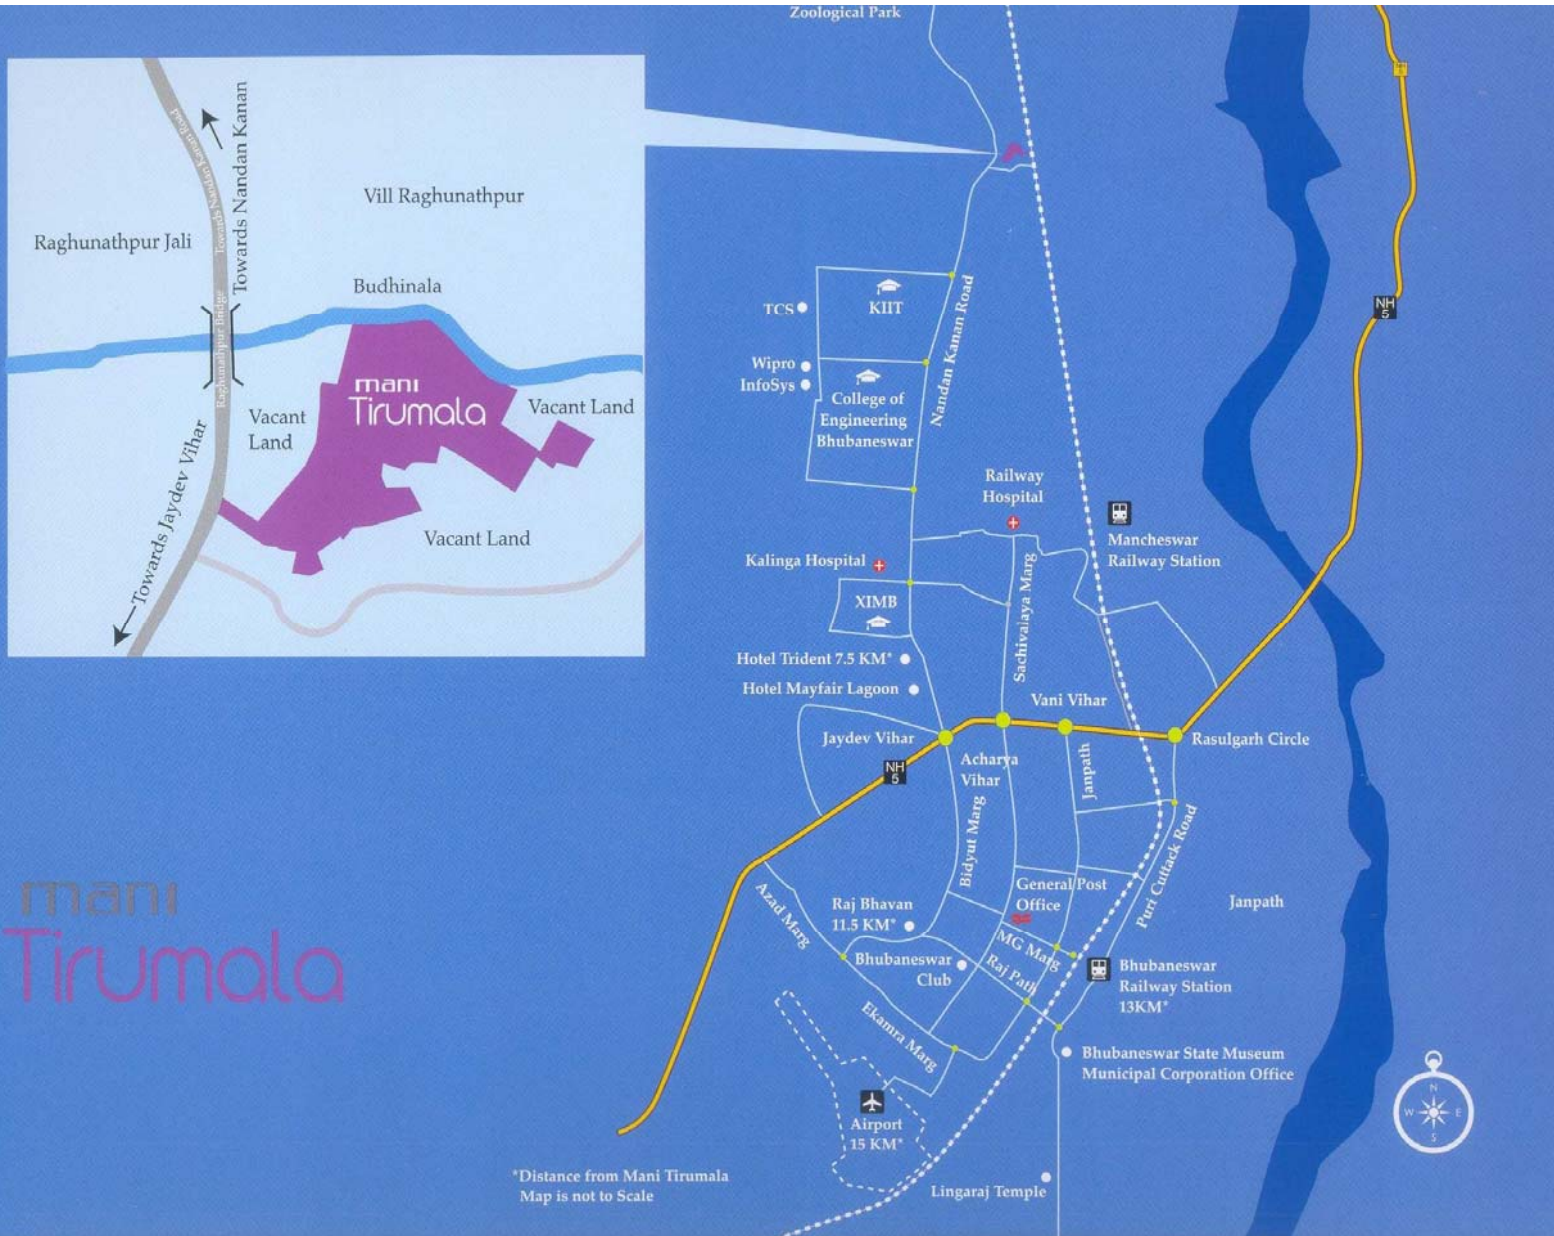 Zoological Park
Towards Nandan Kanan Road
Towards Nandan Kanan
Towards Nandan Kanan
Vill Raghunathpur
Raghunathpur Jali
Budhinala
Raghunathpur Bridge
mani
Tirumala
Vacant
Land
Vacant Land
Towards Jaydev Vihar
Vacant Land
NH
5
TCS
KIIT
Wipro
InfoSys
College of
Engineering
Bhubaneswar
Nandan Kanan Road
NH
5
Railway
Hospital
Mancheswar
Railway Station
Kalinga Hospital
XIMB
Sachivalaya Marg
Hotel Trident 7.5 KM*
Hotel Mayfair Lagoon
Vani Vihar
Jaydev Vihar
Rasulgarh Circle
NH
5
Acharya
Vihar
Janpath
Bidyut Marg
Puri Cuttack Road
mani
Tirumala
Azad Marg
General Post
Office
Raj Bhavan
11.5 KM*
Janpath
MG Marg
Raj Path
Bhubaneswar
Club
Bhubaneswar
Railway Station
13KM*
Ekamra Marg
Bhubaneswar State Museum
Municipal Corporation Office
N
W
E
S
Airport
15 KM*
*Distance from Mani Tirumala
Map is not to Scale
Lingaraj Temple